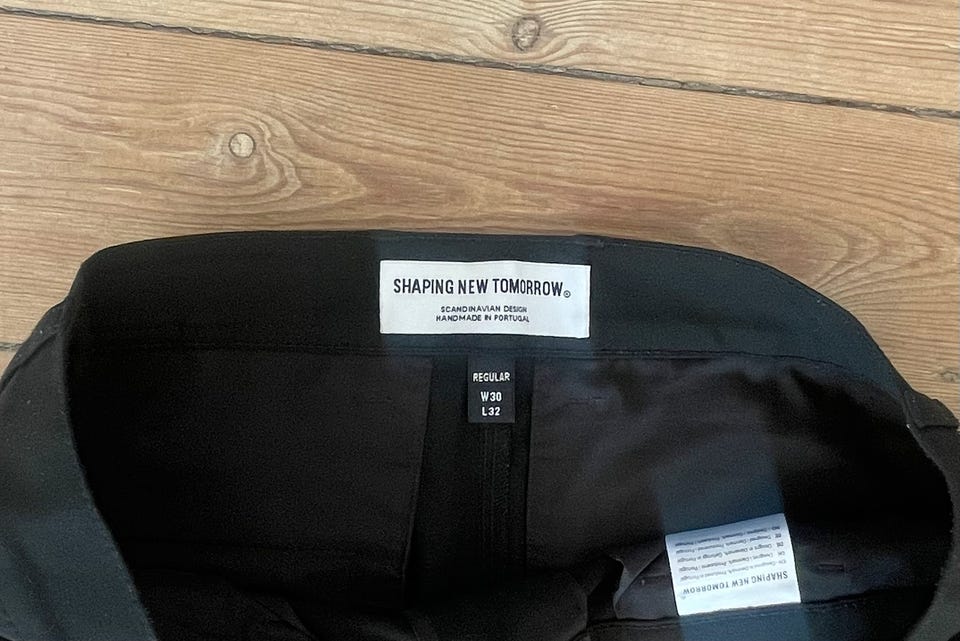 SHAPING NEW TOMORROW®
SCANDINAVIAN DESIGN
HANDMADE IN PORTUGAL
REGULAR
W30
L32
SHAPING NEW TOMORROW®